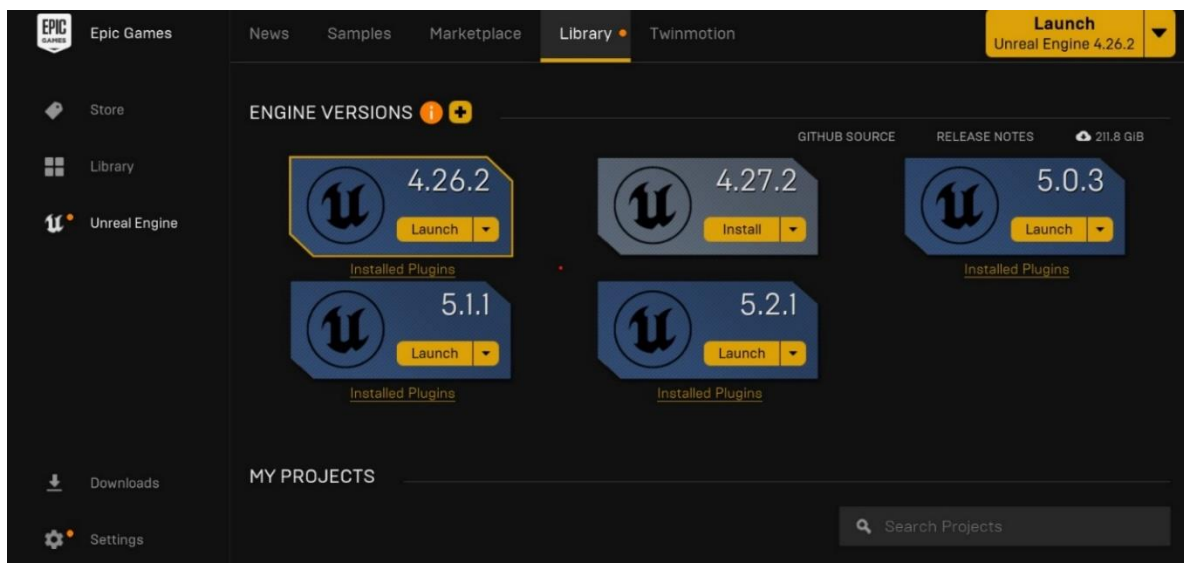 EPIC GAMES
Epic Games
News Samples Marketplace Library Twinmotion
Launch
Unreal Engine 4.26.2
Store
Library
Unreal Engine
Downloads
Settings
ENGINE VERSIONS
GITHUB SOURCE RELEASE NOTES 211.8 GiB
4.26.2
Launch
Installed Plugins
4.27.2
Install
5.0.3
Launch
Installed Plugins
5.1.1
Launch
Installed Plugins
5.2.1
Launch
Installed Plugins
MY PROJECTS
Search Projects